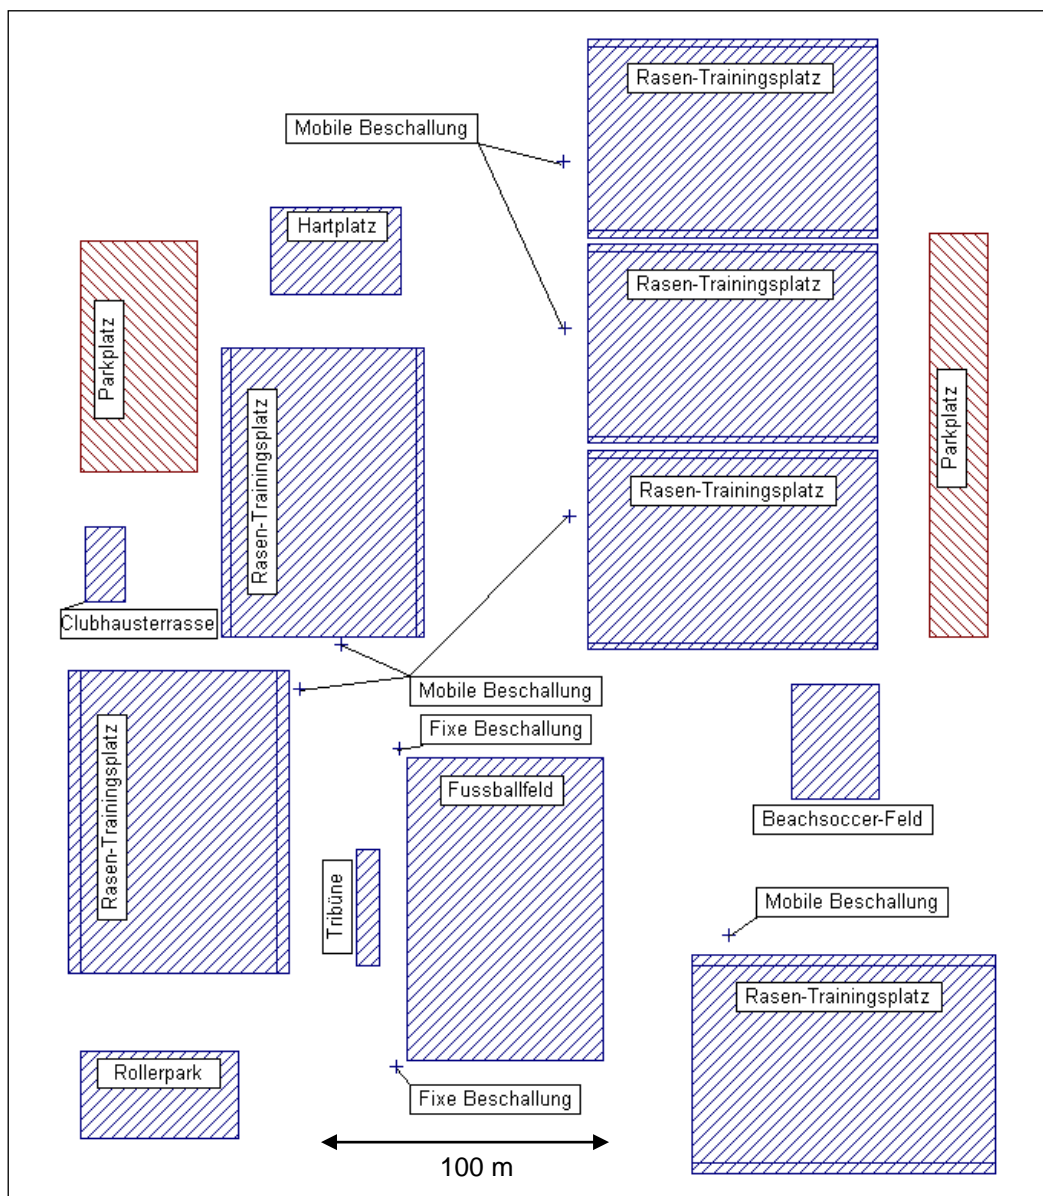 Rasen-Trainingsplatz
Mobile Beschallung
Hartplatz
Rasen-Trainingsplatz
Parkplatz
Rasen-Trainingsplatz
Parkplatz
Rasen-Trainingsplatz
Clubhausterrasse
Mobile Beschallung
Fixe Beschallung
Rasen-Trainingsplatz
Fussballfeld
Beachsoccer-Feld
Tribüne
Mobile Beschallung
Rasen-Trainingsplatz
Rollerpark
Fixe Beschallung
100 m